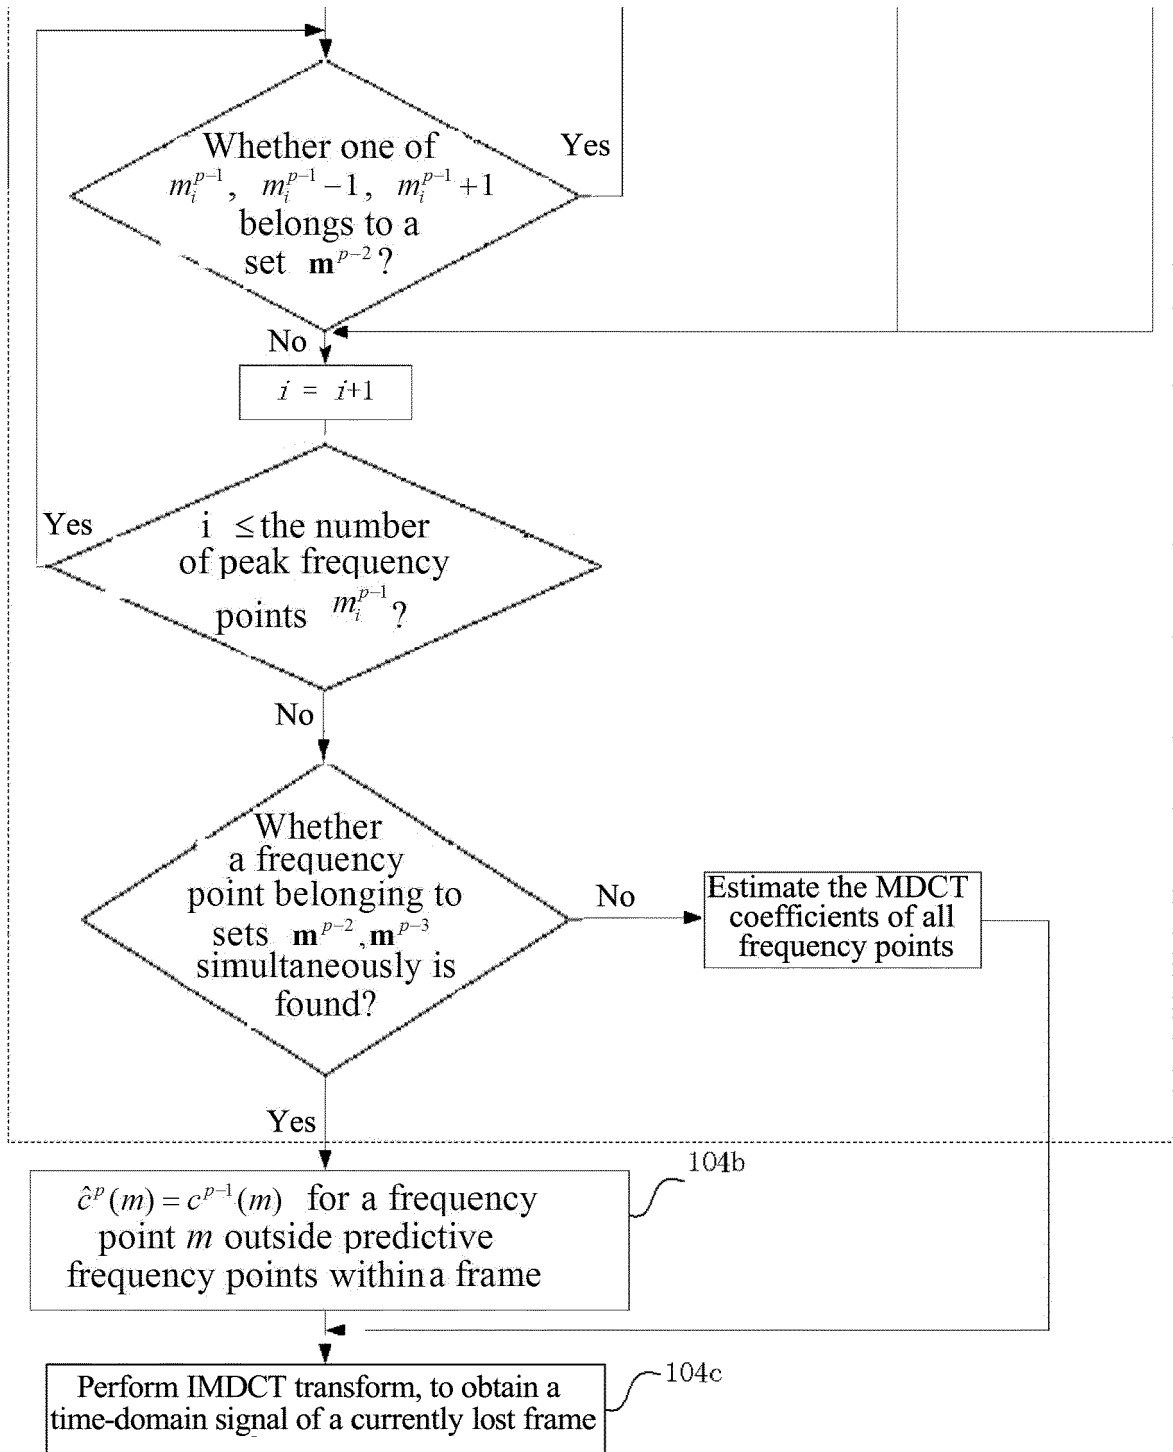 Whether one of
Yes
m_i^{p-1}, m_i^{p-1}-1, m_i^{p-1}+1
belongs to a
set m^{p-2}?
No
i = i+1
Yes
i ≤the number
of peak frequency
points m_i^{p-1}?
No
Whether
a frequency
point belonging to
sets m^{p-2},m^{p-3}
simultaneously is
found?
No
Estimate the MDCT
coefficients of all
frequency points
Yes
104b
ĉ^p(m)=c^{p-1}(m) for a frequency
point m outside predictive
frequency points within a frame
104c
Perform IMDCT transform, to obtain a
time-domain signal of a currently lost frame